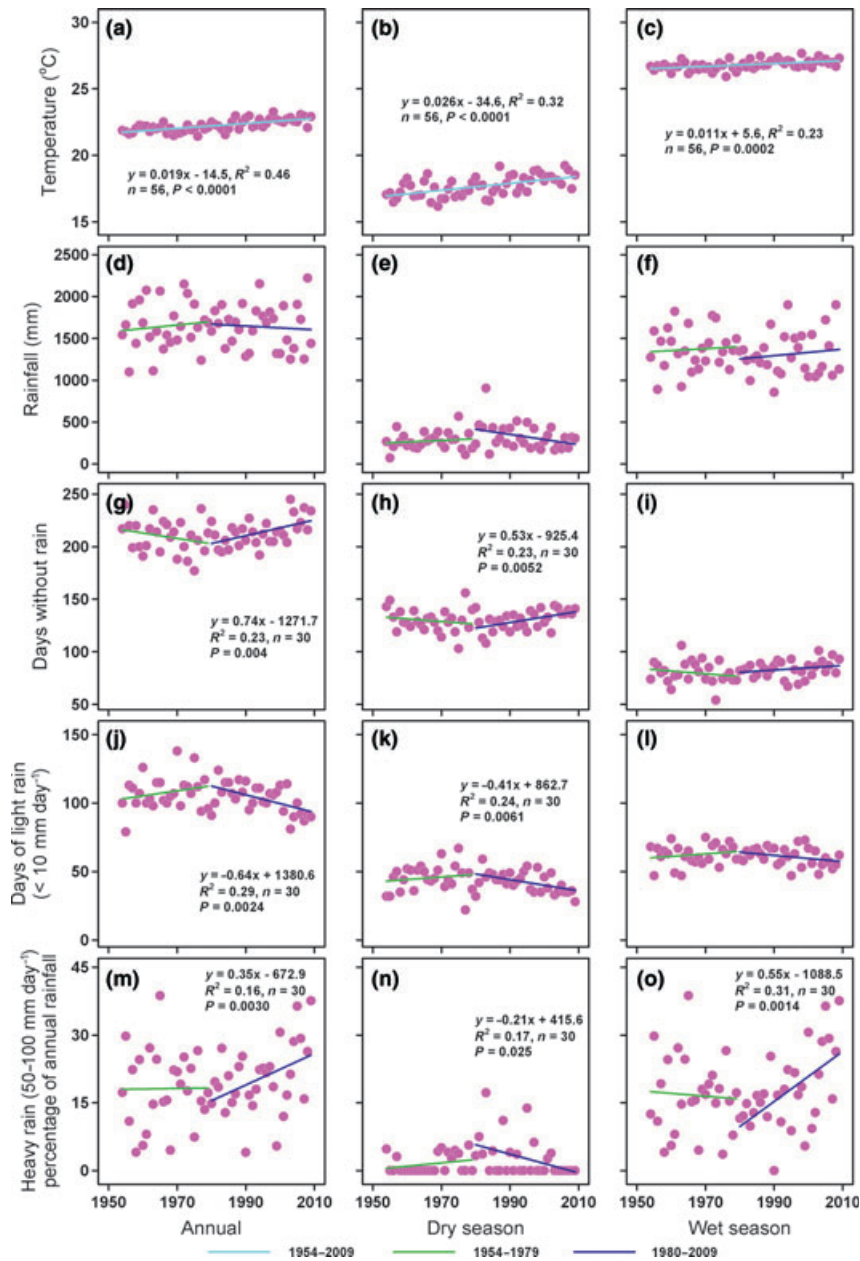 (a)
(b)
(c)
Temperature (°C)
30
25
20
15
y = 0.019x - 14.5, R² = 0.46
n = 56, P < 0.0001
y = 0.026x - 34.6, R² = 0.32
n = 56, P < 0.0001
y = 0.011x + 5.6, R² = 0.23
n = 56, P = 0.0002
(d)
(e)
(f)
Rainfall (mm)
2500
2000
1500
1000
500
0
(g)
(h)
(i)
Days without rain
250
200
150
100
50
y = 0.74x - 1271.7
R² = 0.23, n = 30
P = 0.004
y = 0.53x - 925.4
R² = 0.23, n = 30
P = 0.0052
(j)
(k)
(l)
Days of light rain
(< 10 mm day⁻¹)
150
100
50
0
y = -0.64x + 1380.6
R² = 0.29, n = 30
P = 0.0024
y = -0.41x + 862.7
R² = 0.24, n = 30
P = 0.0061
(m)
(n)
(o)
Heavy rain (50–100 mm day⁻¹)
percentage of annual rainfall
45
30
15
0
y = 0.35x - 672.9
R² = 0.16, n = 30
P = 0.0030
y = -0.21x + 415.6
R² = 0.17, n = 30
P = 0.025
y = 0.55x - 1088.5
R² = 0.31, n = 30
P = 0.0014
1950 1970 1990 2010
1950 1970 1990 2010
1950 1970 1990 2010
Annual
Dry season
Wet season
1954–2009
1954–1979
1980–2009